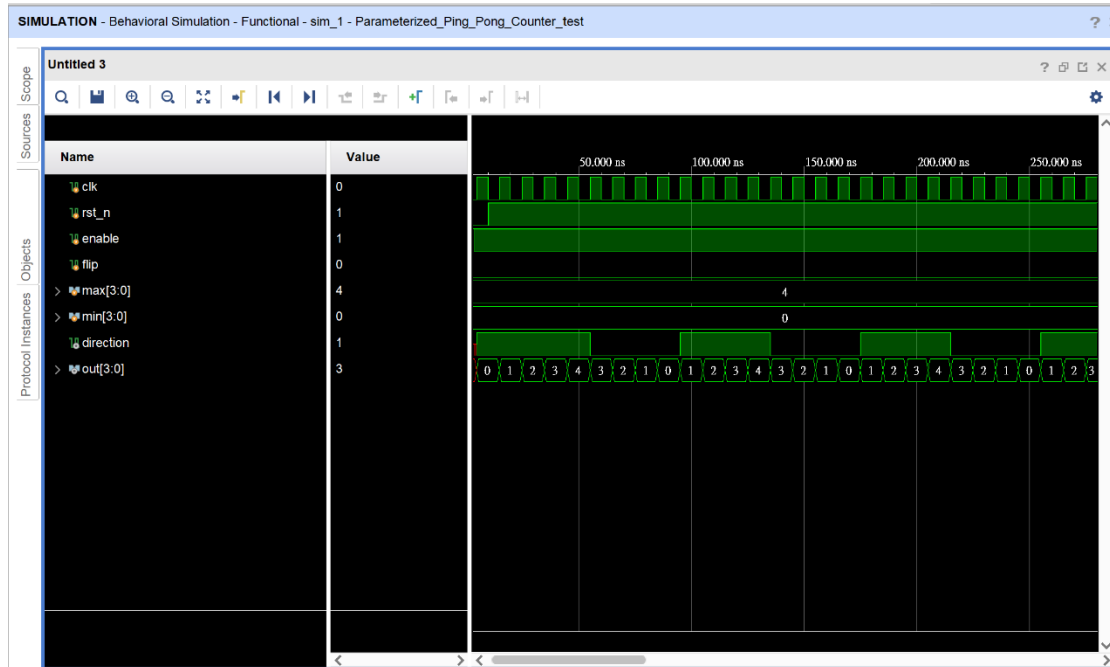 SIMULATION - Behavioral Simulation - Functional - sim_1 - Parameterized_Ping_Pong_Counter_test ?
Scope
Sources
Objects
Protocol Instances
Untitled 3 ?
Name Value
50.000 ns 100.000 ns 150.000 ns 200.000 ns 250.000 ns
clk 0
rst_n 1
enable 1
flip 0
max[3:0] 4 4
min[3:0] 0 0
direction 1
out[3:0] 3 0 1 2 3 4 3 2 1 0 1 2 3 4 3 2 1 0 1 2 3 4 3 2 1 0 1 2 3